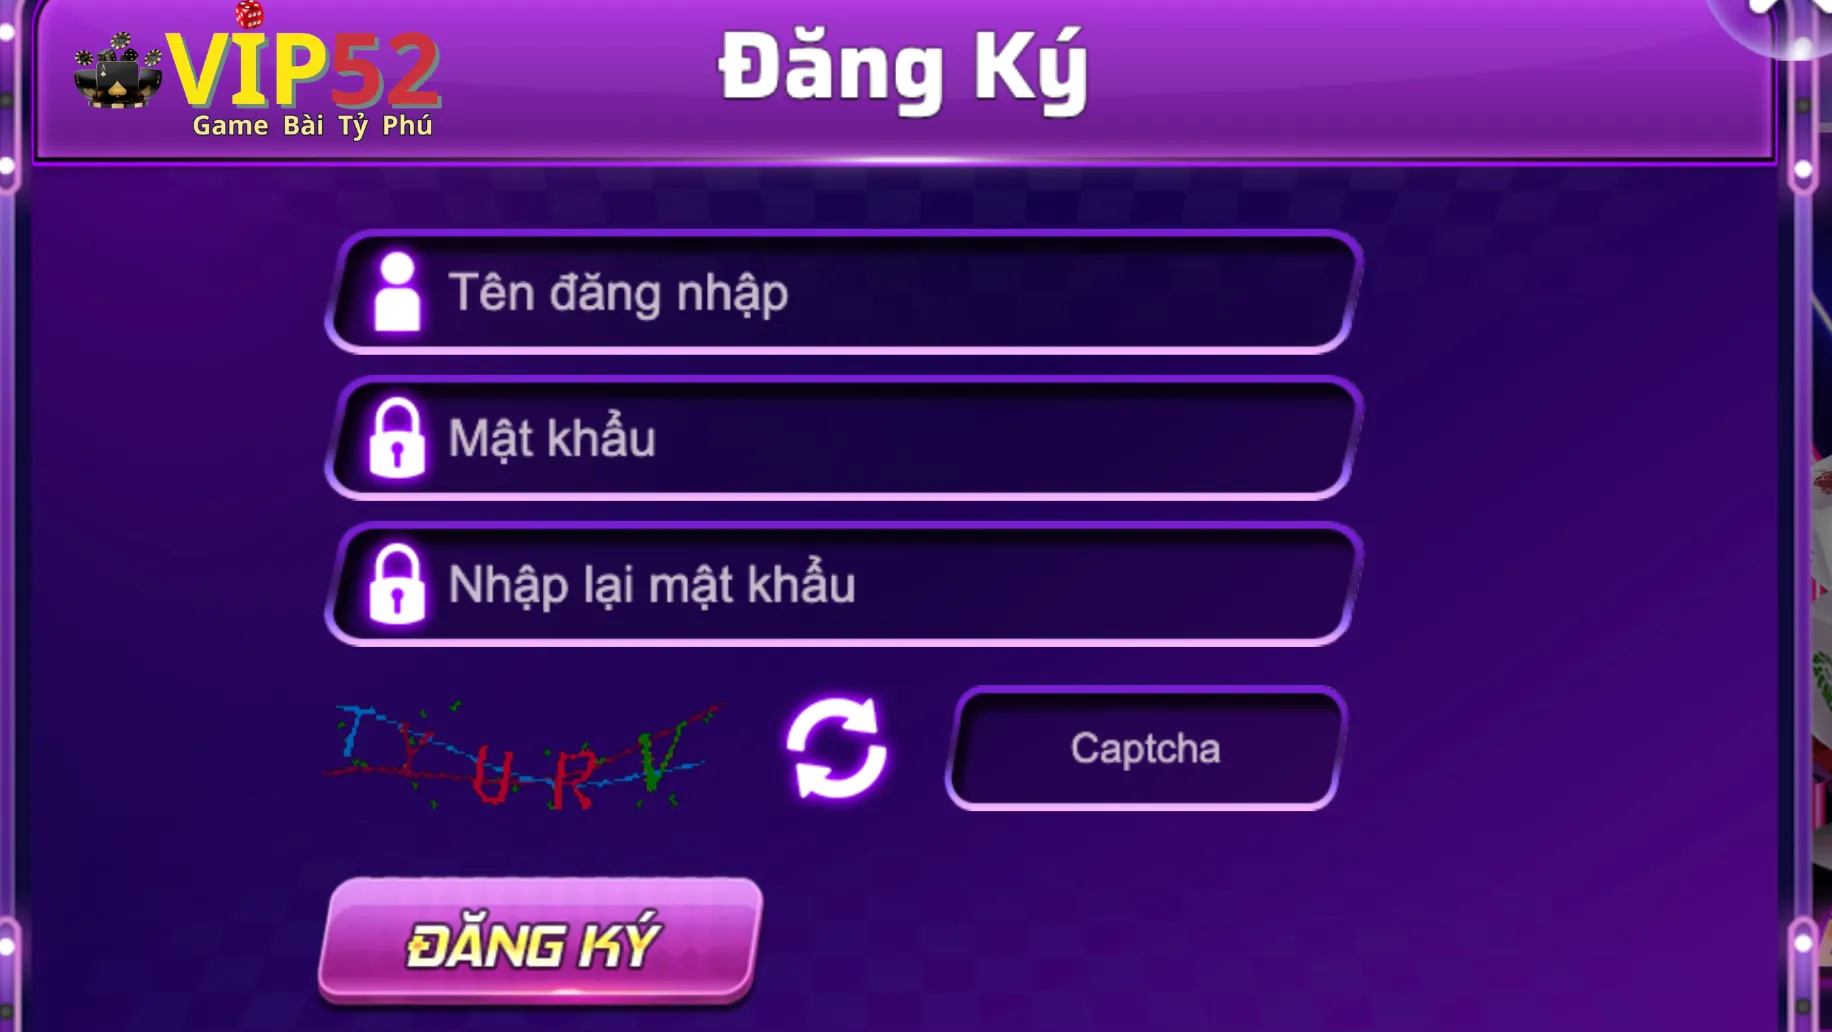 VIP52
Game Bài Tỷ Phú
Đăng Ký
Tên đăng nhập
Mật khẩu
Nhập lại mật khẩu
TYURV
Captcha
ĐĂNG KÝ